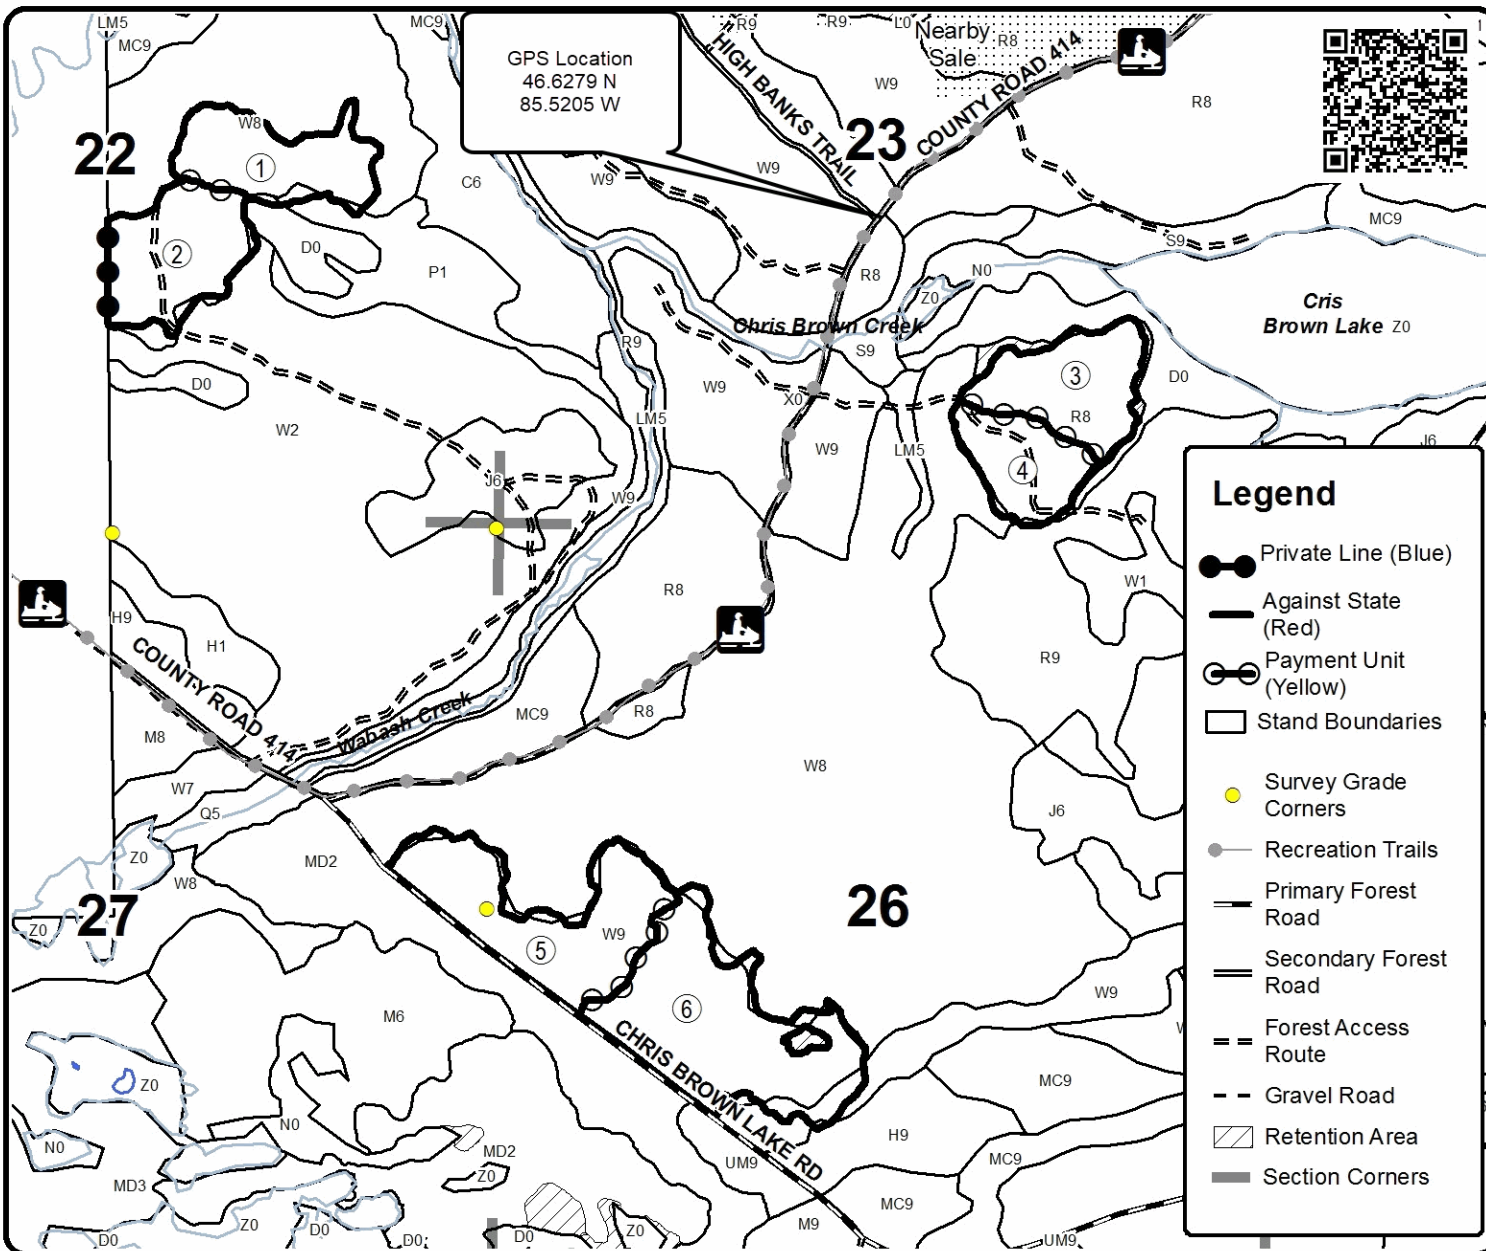 LM5
MC9
MC9
R9
R9
L0
Nearby
Sale
R8
GPS Location
46.6279 N
85.5205 W
HIGH BANKS TRAIL
COUNTY ROAD 414
W9
R8
W8
22
1
23
W9
W9
C6
MC9
S9
2
D0
P1
R8
N0
Z0
Cris
Brown Lake Z0
Chris Brown Creek
S9
R9
D0
W9
3
D0
X0
R8
LM5
W2
W9
LM5
4
J6
J6
W9
R8
W1
H9
H1
R9
COUNTY ROAD 414
Wabash Creek
MC9
R8
M8
W8
W7
Q5
J6
Z0
MD2
W8
27
Z0
26
W9
5
W9
6
M6
CHRIS BROWN LAKE RD
Z0
MC9
N0
N0
H9
MD2
UM9
MC9
Z0
MD3
MC9
Z0
D0
M9
D0
D0
D0
Z0
UM9
Legend
Private Line (Blue)
Against State
(Red)
Payment Unit
(Yellow)
Stand Boundaries
Survey Grade
Corners
Recreation Trails
Primary Forest
Road
Secondary Forest
Road
Forest Access
Route
Gravel Road
Retention Area
Section Corners